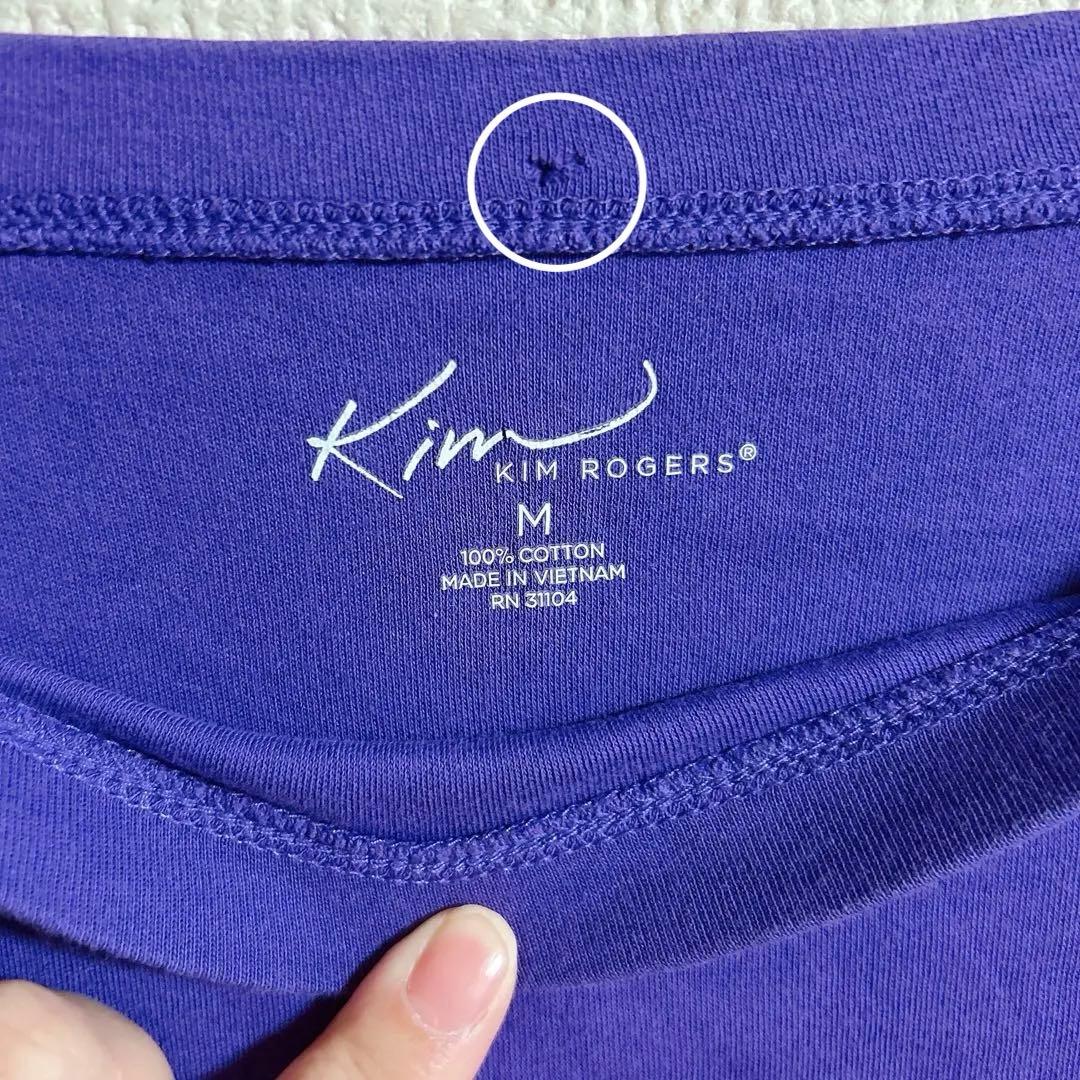 Kim
KIM ROGERS®
M
100% COTTON
MADE IN VIETNAM
RN 31104